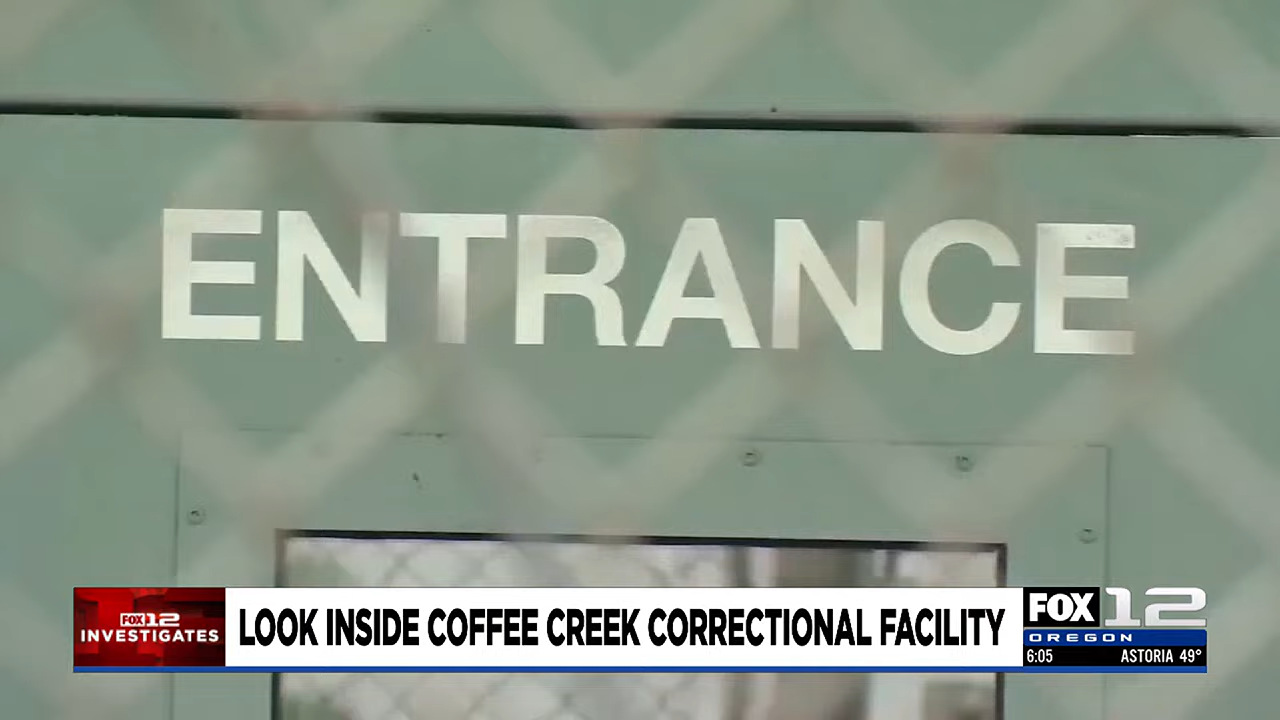 ENTRANCE
FOX 12
INVESTIGATES
LOOK INSIDE COFFEE CREEK CORRECTIONAL FACILITY
FOX 12
OREGON
6:05 ASTORIA 49°